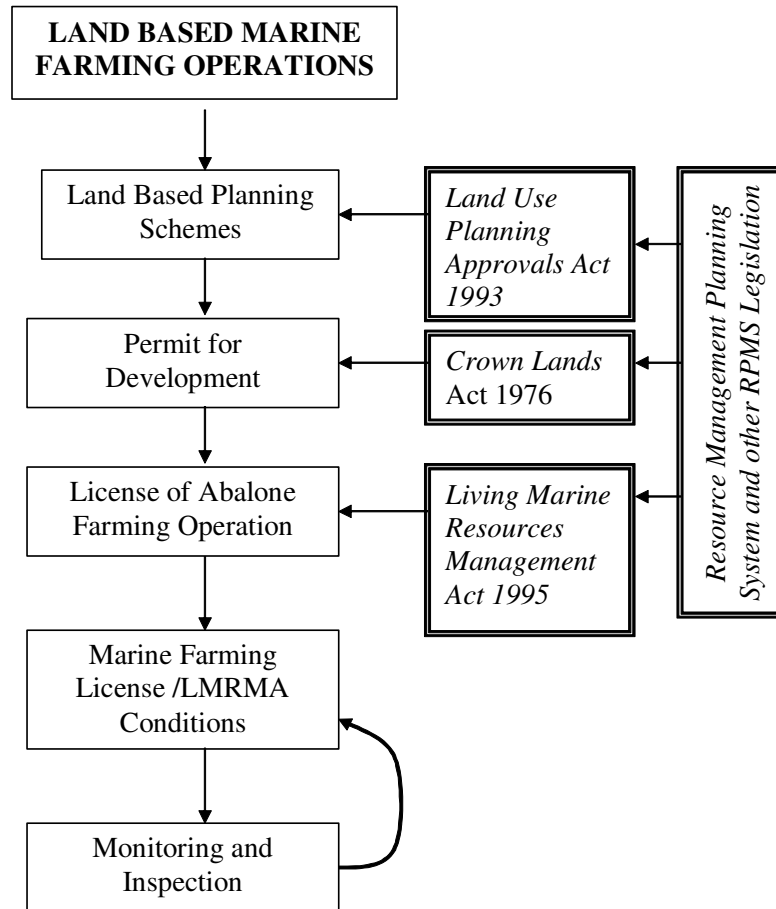 LAND BASED MARINE
FARMING OPERATIONS
Land Based Planning
Schemes
Land Use
Planning
Approvals Act
1993
Permit for
Development
Crown Lands
Act 1976
License of Abalone
Farming Operation
Living Marine
Resources
Management
Act 1995
Resource Management Planning
System and other RPMS Legislation
Marine Farming
License /LMRMA
Conditions
Monitoring and
Inspection